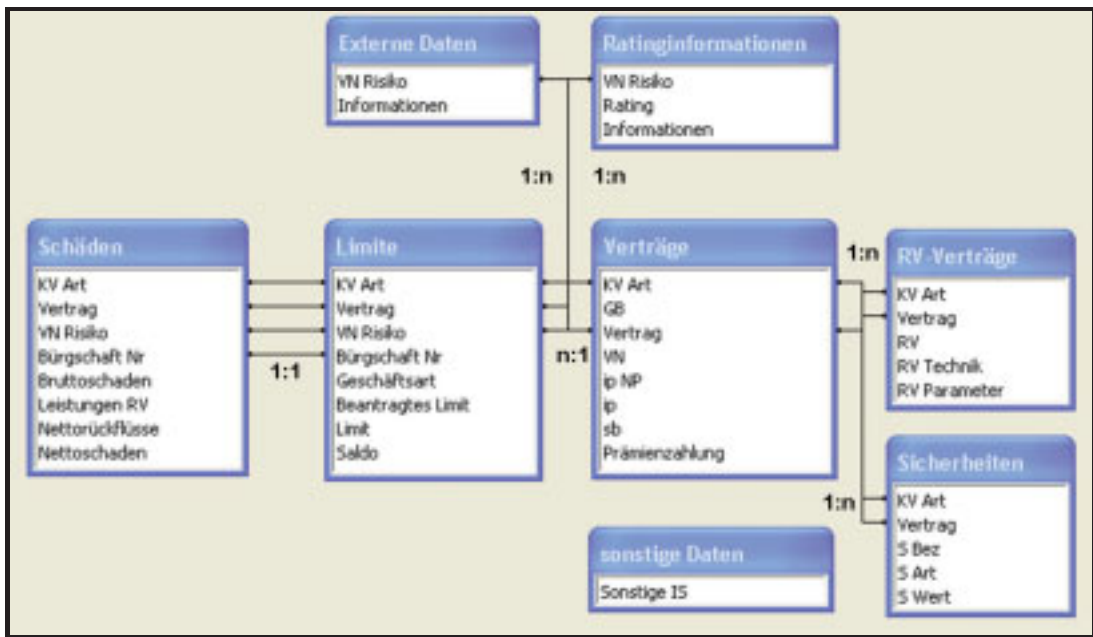 Externe Daten
VN Risiko
Informationen
Ratinginformationen
VN Risiko
Rating
Informationen
1:n
1:n
Schäden
KV Art
Vertrag
VN Risiko
Bürgschaft Nr
Bruttoschaden
Leistungen RV
Nettorückflüsse
Nettoschaden
1:1
Limite
KV Art
Vertrag
VN Risiko
Bürgschaft Nr
Geschäftsart
Beantragtes Limit
Limit
Saldo
n:1
Verträge
KV Art
GB
Vertrag
VN
ip NP
ip
sb
Prämienzahlung
1:n
RV-Verträge
KV Art
Vertrag
RV
RV Technik
RV Parameter
1:n
Sicherheiten
KV Art
Vertrag
S Bez
S Art
S Wert
sonstige Daten
Sonstige IS